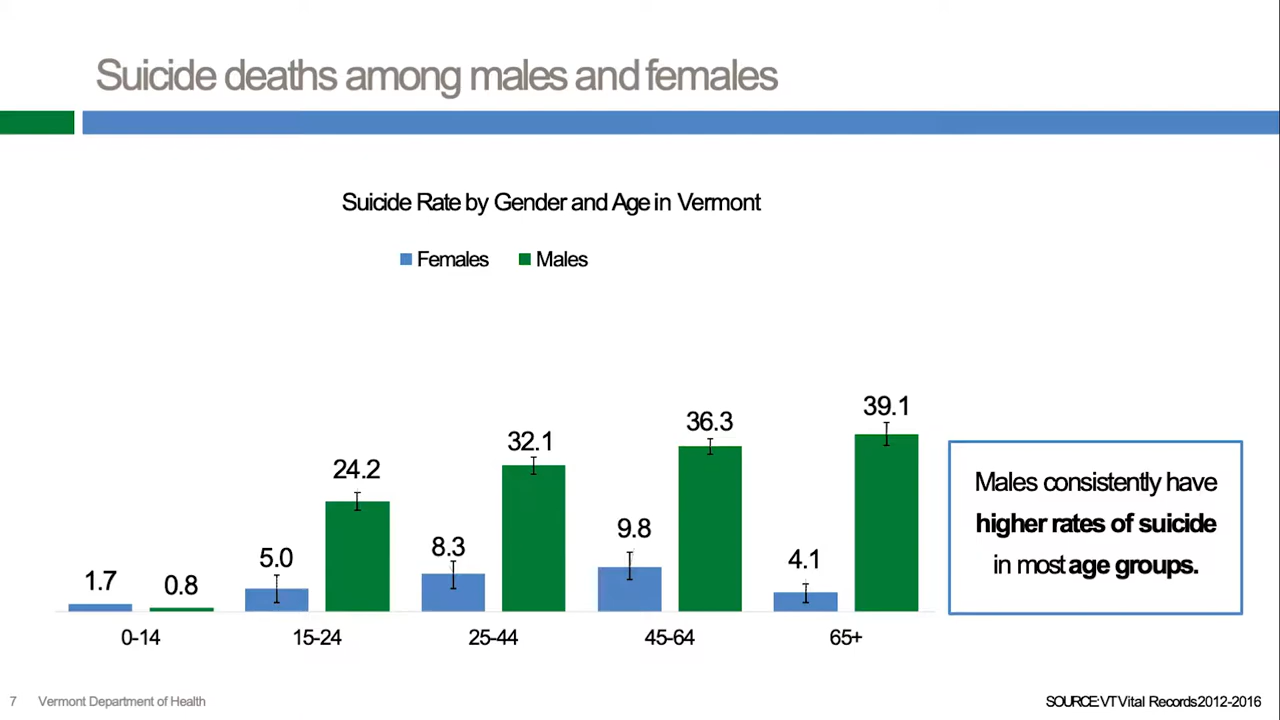 Suicide deaths among males and females
Suicide Rate by Gender and Age in Vermont
Females Males
39.1
36.3
32.1
24.2
9.8
8.3
5.0
4.1
1.7
0.8
0-14 15-24 25-44 45-64 65+
Males consistently have
higher rates of suicide
in most age groups.
7 Vermont Department of Health
SOURCE:VT Vital Records 2012-2016